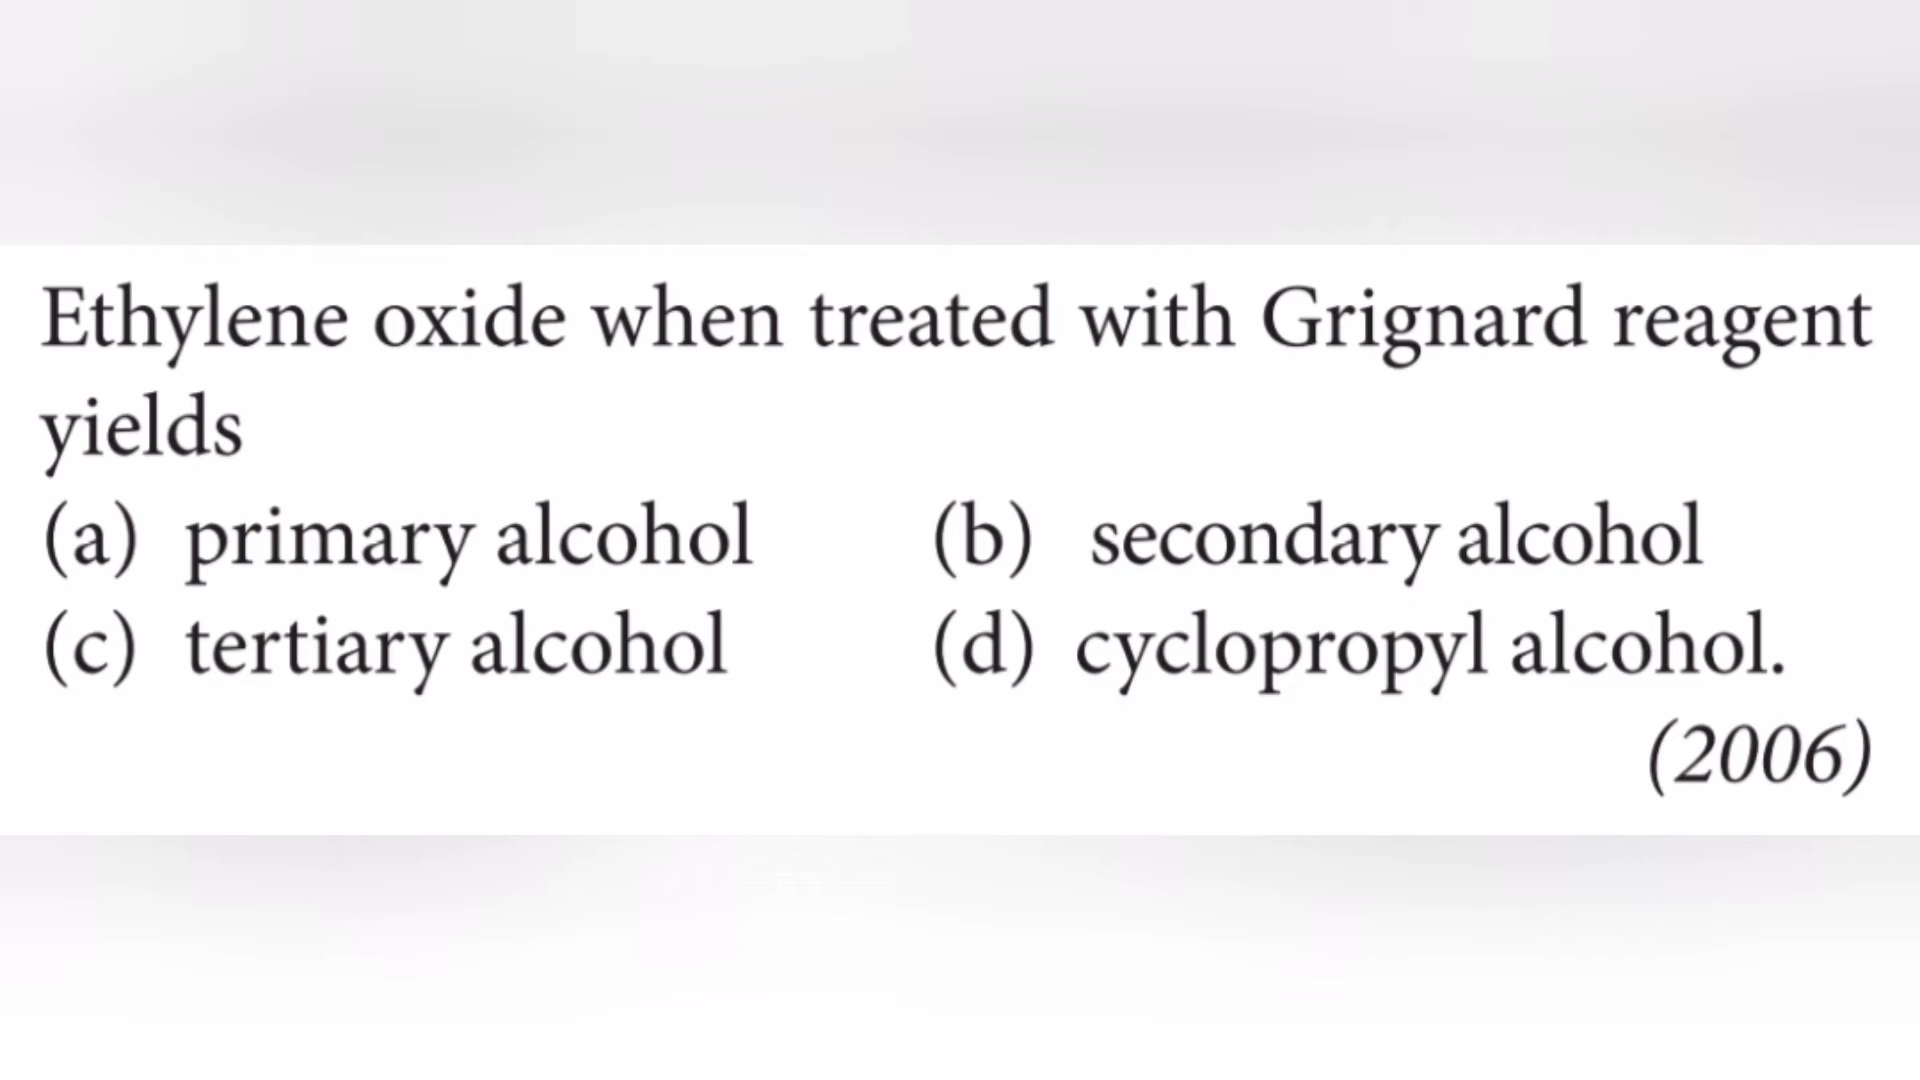 Ethylene oxide when treated with Grignard reagent
yields
(a) primary alcohol (b) secondary alcohol
(c) tertiary alcohol (d) cyclopropyl alcohol.
(2006)